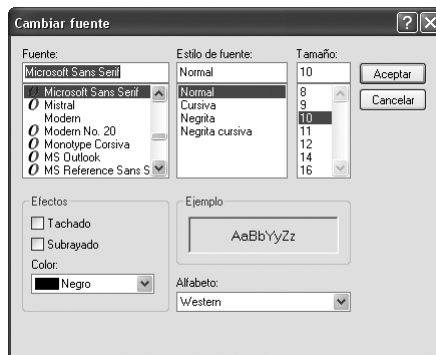 Cambiar fuente
Fuente:
Microsoft Sans Serif
Microsoft Sans Serif
Mistral
Modern
Modern No. 20
Monotype Corsiva
MS Outlook
MS Reference Sans S
Estilo de fuente:
Normal
Normal
Cursiva
Negrita
Negrita cursiva
Tamaño:
10
8
9
10
11
12
14
16
Aceptar
Cancelar
Efectos
Tachado
Subrayado
Color:
Negro
Ejemplo
AaBbYyZz
Alfabeto:
Western